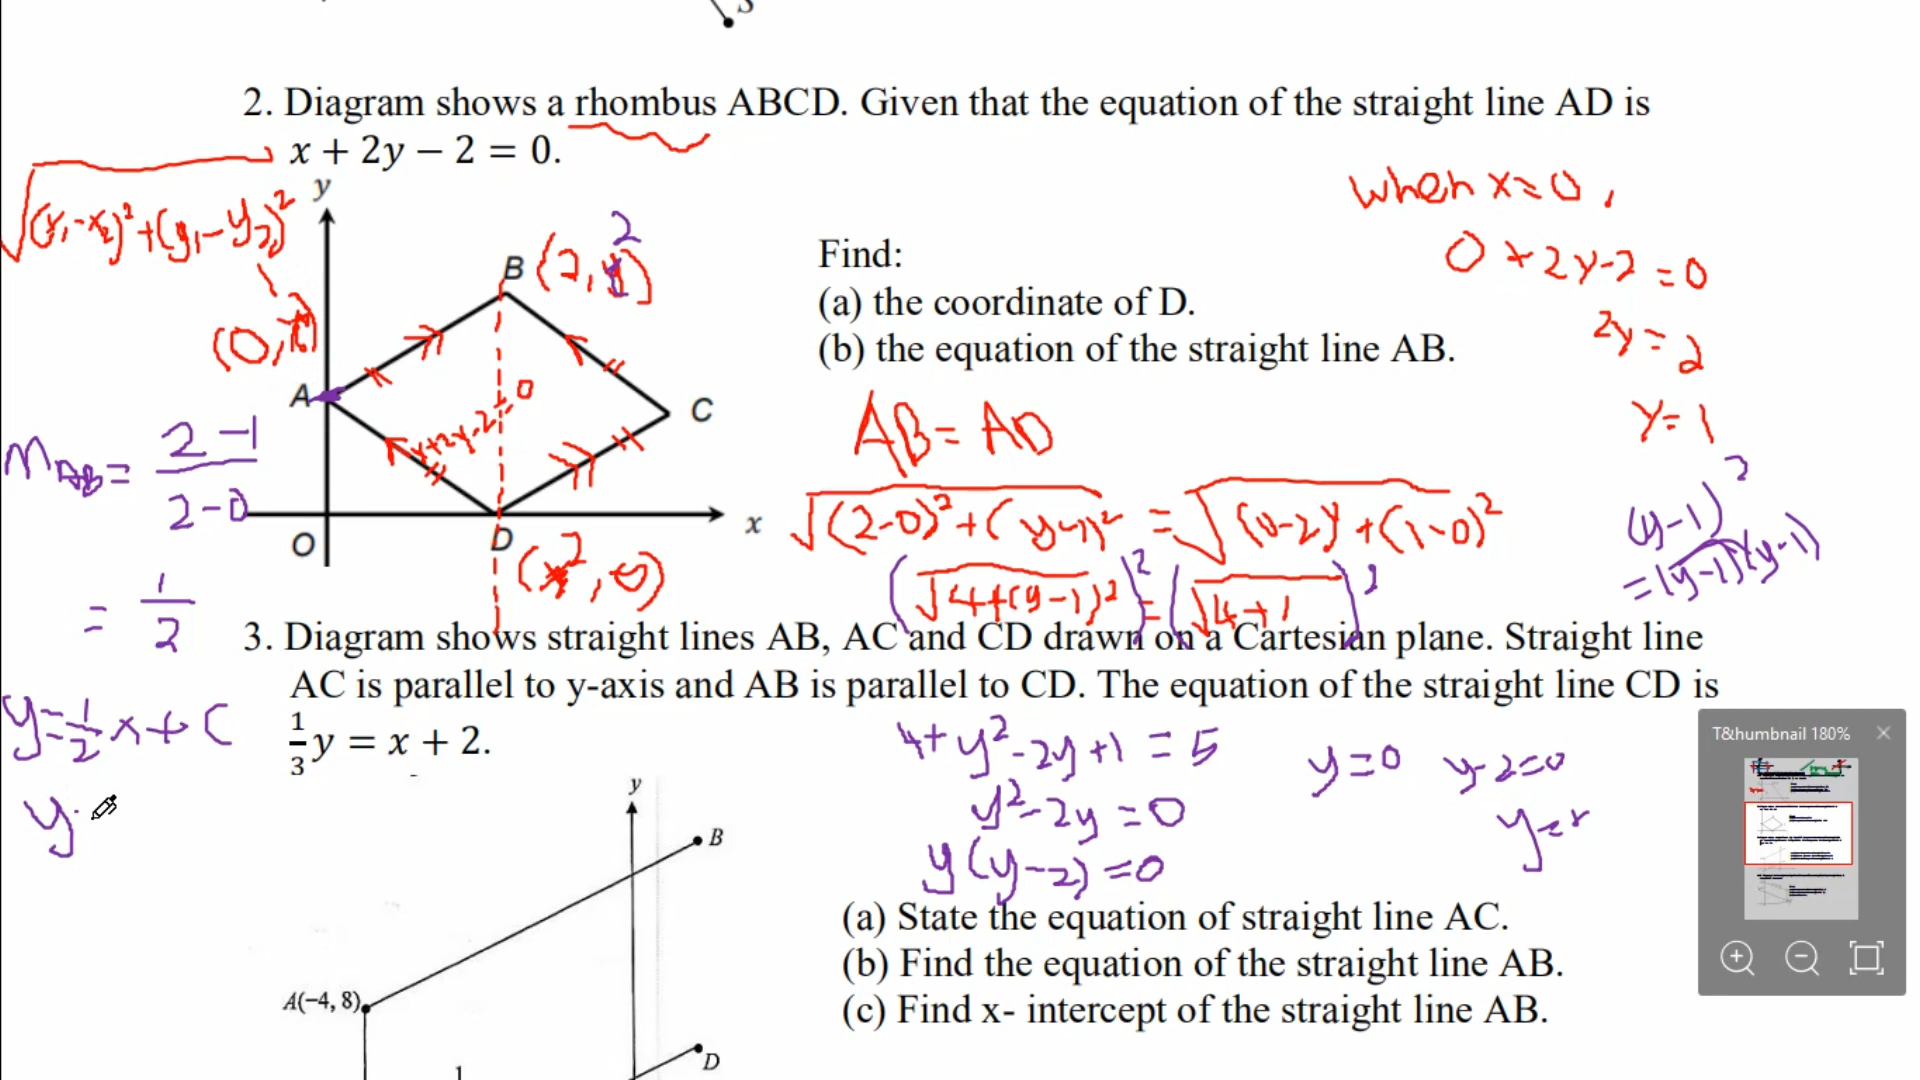 S
2. Diagram shows a rhombus ABCD. Given that the equation of the straight line AD is
x + 2y − 2 = 0.
√(x₁-x₂)²+(y₁-y₂)²
y
B (2, 2
(0,
A
C
x+2y-2=0
O
D
x
(2, 0)
Find:
(a) the coordinate of D.
(b) the equation of the straight line AB.
when x=0,
0+2y-2=0
2y=2
y=1
AB=AD
√(2-0)²+(y-1)² = √(0-2)²+(1-0)²
(√4+(y-1)²)²=(√4+1)²
(y-1)²
=(y-1)(y-1)
m AB = 2-1
2-0
= 1/2
y=1/2x+c
y
4+y²-2y+1=5
y²-2y=0
y(y-2)=0
y=0 y-2=0
y=
3. Diagram shows straight lines AB, AC and CD drawn on a Cartesian plane. Straight line
AC is parallel to y-axis and AB is parallel to CD. The equation of the straight line CD is
1/3 y = x + 2.
y
B
A(−4, 8)
D
(a) State the equation of straight line AC.
(b) Find the equation of the straight line AB.
(c) Find x- intercept of the straight line AB.
T&humbnail 180%